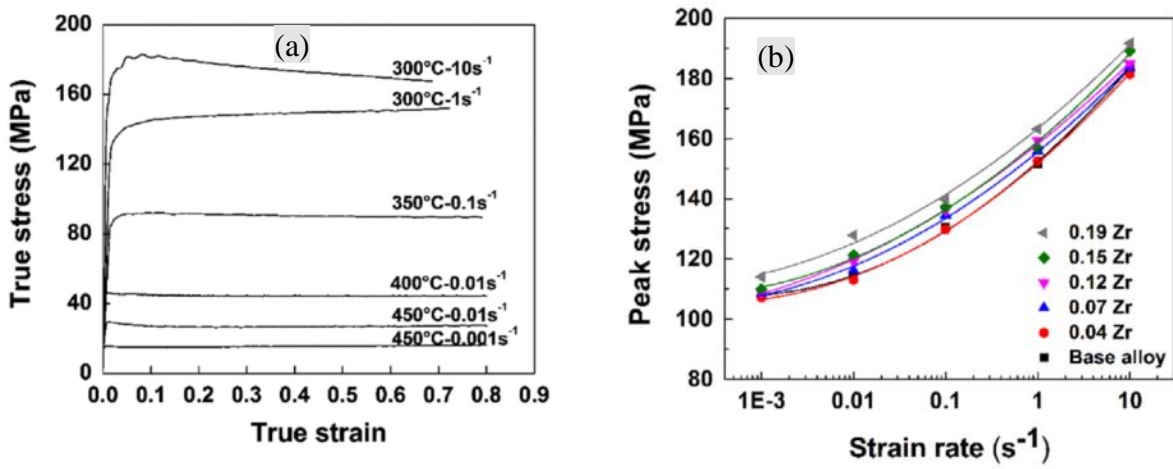 (a)
True stress (MPa)
200
160
120
80
40
0
300°C-10s⁻¹
300°C-1s⁻¹
350°C-0.1s⁻¹
400°C-0.01s⁻¹
450°C-0.01s⁻¹
450°C-0.001s⁻¹
0.0 0.1 0.2 0.3 0.4 0.5 0.6 0.7 0.8 0.9
True strain
(b)
Peak stress (MPa)
200
180
160
140
120
100
80
0.19 Zr
0.15 Zr
0.12 Zr
0.07 Zr
0.04 Zr
Base alloy
1E-3 0.01 0.1 1 10
Strain rate (s⁻¹)